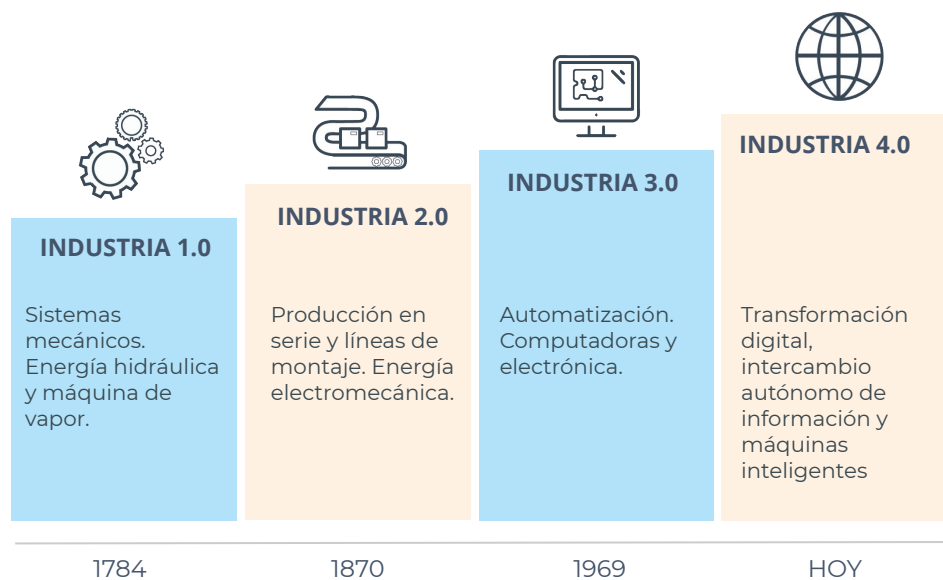 INDUSTRIA 1.0
Sistemas
mecánicos.
Energía hidráulica
y máquina de
vapor.
1784
INDUSTRIA 2.0
Producción en
serie y líneas de
montaje. Energía
electromecánica.
1870
INDUSTRIA 3.0
Automatización.
Computadoras y
electrónica.
1969
INDUSTRIA 4.0
Transformación
digital,
intercambio
autónomo de
información y
máquinas
inteligentes
HOY